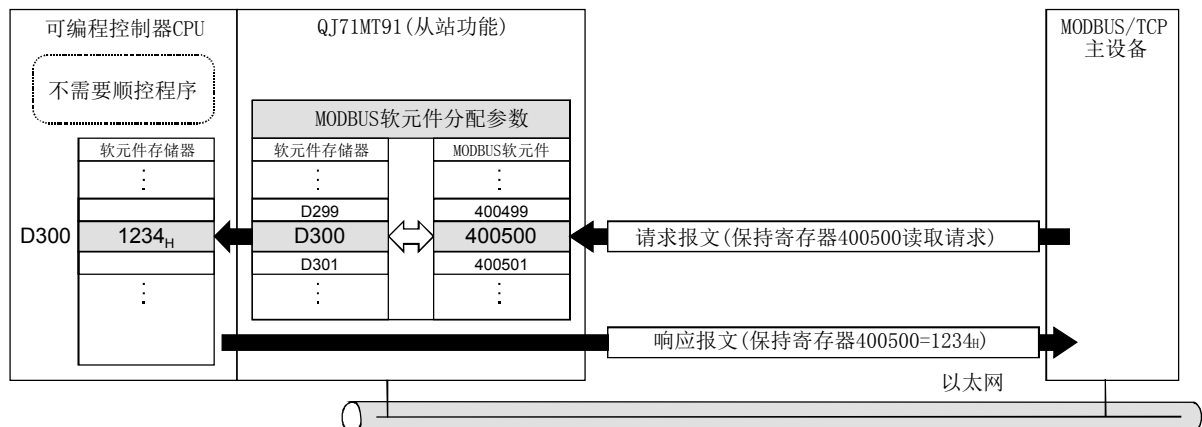 可编程控制器CPU
QJ71MT91(从站功能)
MODBUS/TCP
主设备
不需要顺控程序
MODBUS软元件分配参数
软元件存储器
软元件存储器
MODBUS软元件
D299
400499
D300
1234H
D300
400500
请求报文(保持寄存器400500读取请求)
D301
400501
响应报文(保持寄存器400500=1234H)
以太网